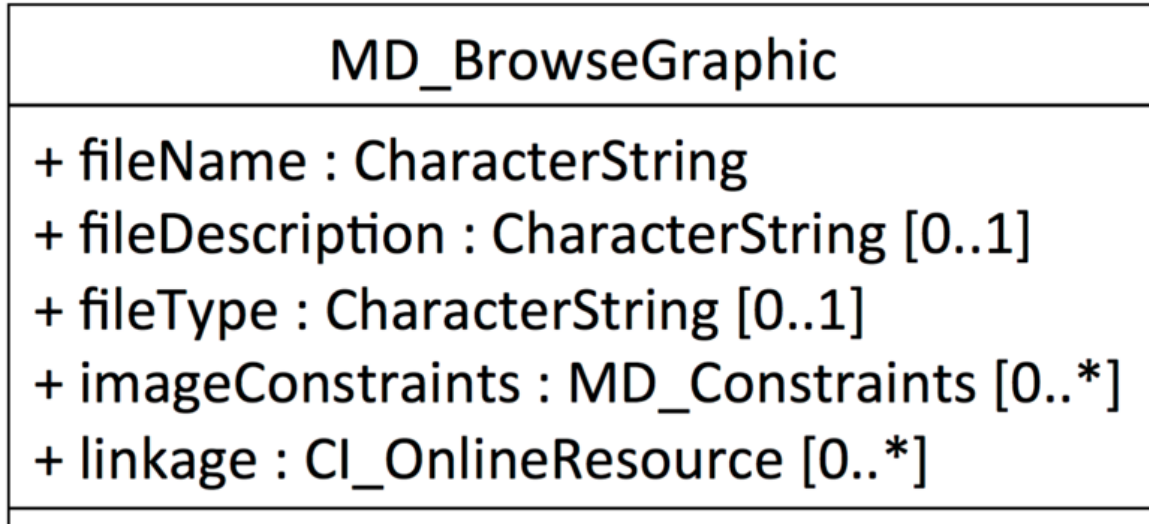 MD_BrowseGraphic
+ fileName : CharacterString
+ fileDescription : CharacterString [0..1]
+ fileType : CharacterString [0..1]
+ imageConstraints : MD_Constraints [0..*]
+ linkage : CI_OnlineResource [0..*]